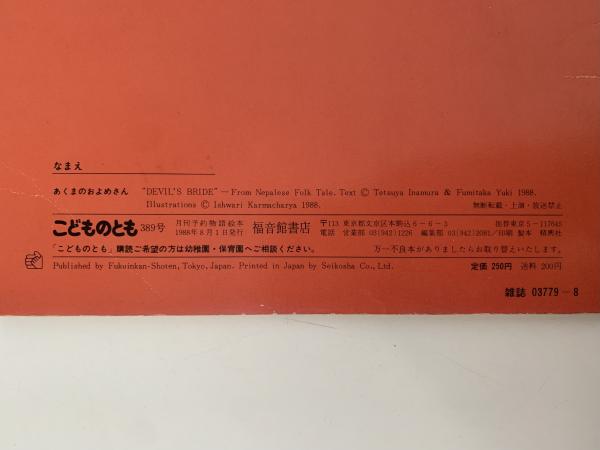 なまえ
あくまのおよめさん "DEVIL'S BRIDE"—From Nepalese Folk Tale. Text © Tetsuya Inamura & Fumitaka Yuki 1988.
Illustrations © Ishwari Karmacharya 1988. 無断転載・上演・放送禁止
こどものとも 389号 月刊予約物語絵本 1988年8月1日発行 福音館書店 〒113 東京都文京区本駒込6-6-3 振替東京5-117645
電話 営業部 03(942)1226 編集部 03(942)2081/印刷 製本 精興社
「こどものとも」購読ご希望の方は幼稚園・保育園へご相談ください。 万一不良本がありましたらお取り替えいたします。
Published by Fukuinkan-Shoten, Tokyo, Japan. Printed in Japan by Seikosha Co., Ltd. 定価 250円 送料 200円
雑誌 03779-8